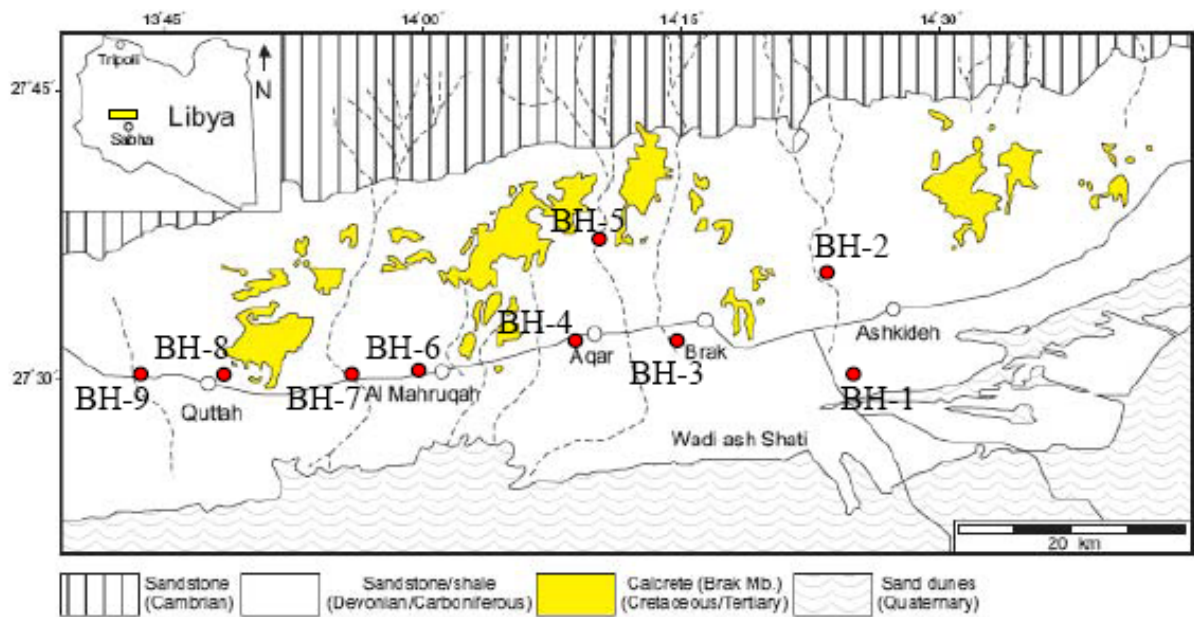 13°45' 14°00' 14°15' 14°30'
27°45'
27°30'
Tripoli
N
Libya
Sabha
BH-5
BH-2
BH-4
Ashkideh
BH-8
BH-6
Aqar
Brak
BH-3
BH-9
Quttah
BH-7
Al Mahruqah
BH-1
Wadi ash Shati
20 km
Sandstone
(Cambrian)
Sandstone/shale
(Devonian/Carboniferous)
Calcrete (Brak Mb.)
(Cretaceous/Tertiary)
Sand dunes
(Quaternary)